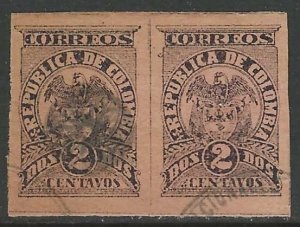 CORREOS
REPUBLICA DE COLOMBIA
DOS 2 DOS
CENTAVOS
CORREOS
REPUBLICA DE COLOMBIA
DOS 2 DOS
CENTAVOS